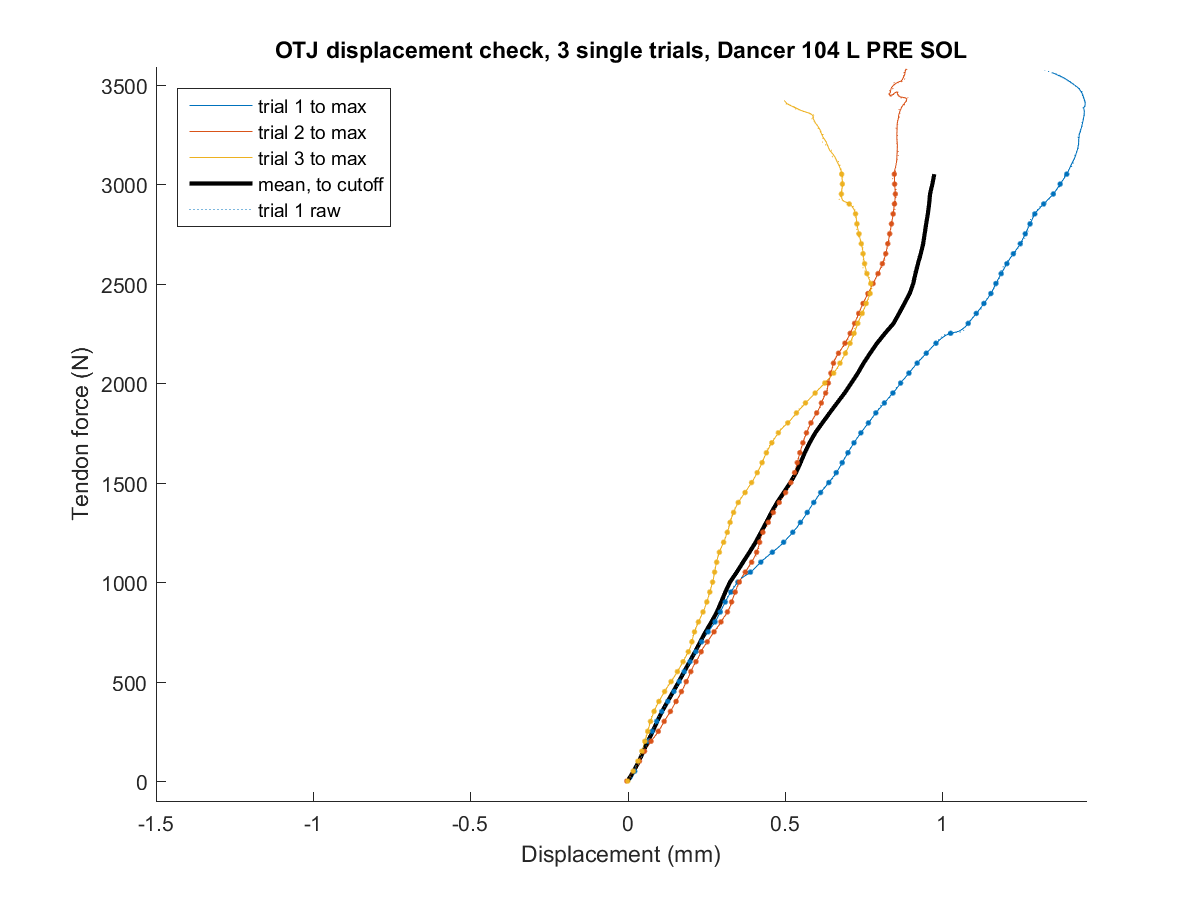 OTJ displacement check, 3 single trials, Dancer 104 L PRE SOL
trial 1 to max
trial 2 to max
trial 3 to max
mean, to cutoff
trial 1 raw
Tendon force (N)
3500
3000
2500
2000
1500
1000
500
0
-1.5 -1 -0.5 0 0.5 1
Displacement (mm)